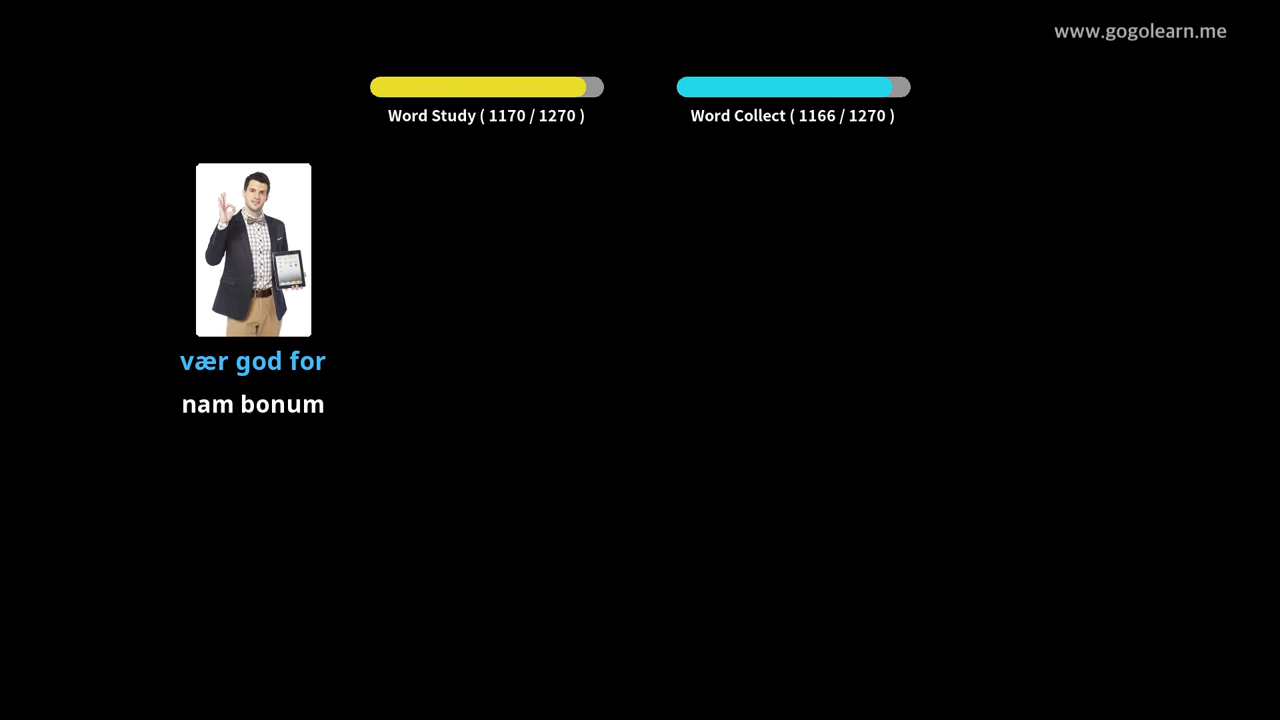 www.gogolearn.me
Word Study ( 1170 / 1270 )
Word Collect ( 1166 / 1270 )
vær god for
nam bonum